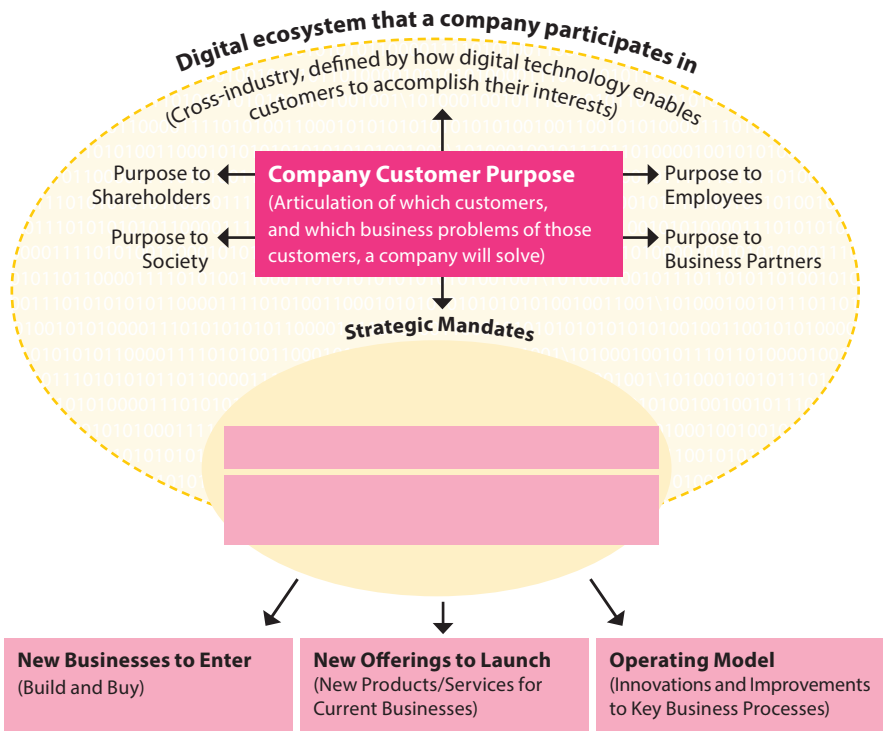 Digital ecosystem that a company participates in
(Cross-industry, defined by how digital technology enables
customers to accomplish their interests)
Company Customer Purpose
(Articulation of which customers,
and which business problems of those
customers, a company will solve)
Purpose to
Shareholders
Purpose to
Society
Purpose to
Employees
Purpose to
Business Partners
Strategic Mandates
New Businesses to Enter
(Build and Buy)
New Offerings to Launch
(New Products/Services for
Current Businesses)
Operating Model
(Innovations and Improvements
to Key Business Processes)